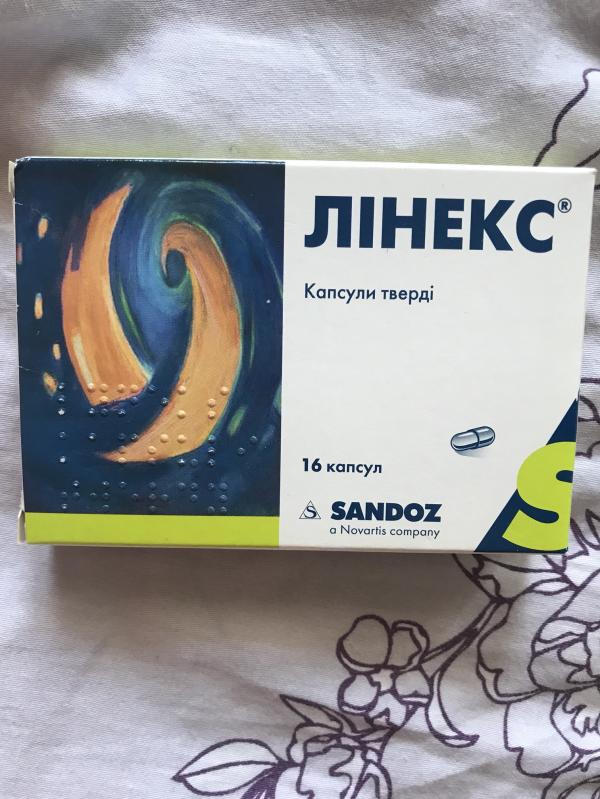 ЛІНЕКС®
Капсули тверді
16 капсул
SANDOZ
a Novartis company
S